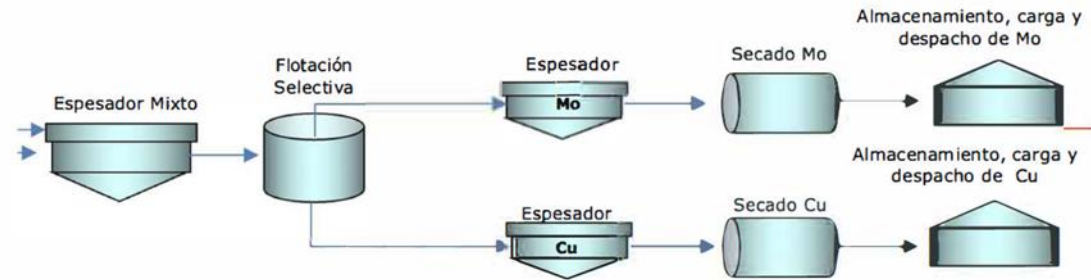 Almacenamiento, carga y
despacho de Mo
Secado Mo
Espesador
Flotación
Selectiva
Espesador Mixto
Mo
Almacenamiento, carga y
despacho de Cu
Secado Cu
Espesador
Cu